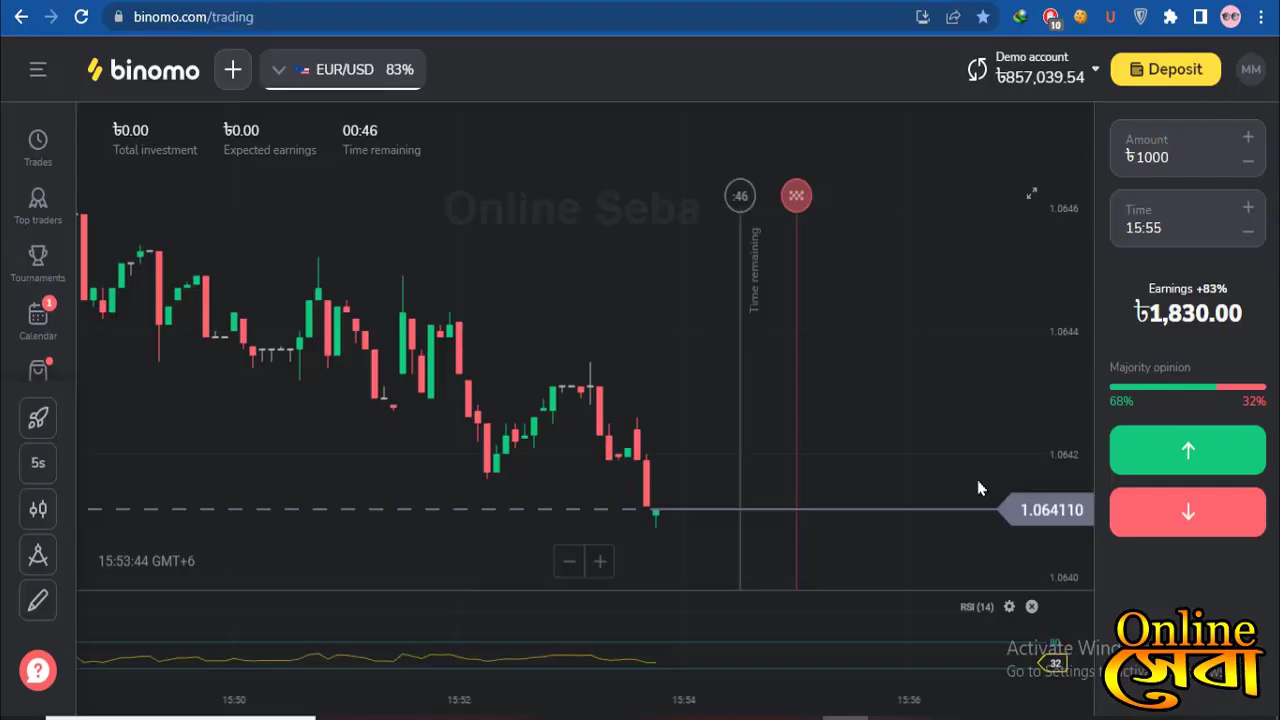 binomo.com/trading
10
binomo
EUR/USD 83%
Demo account
৳857,039.54
Deposit
MM
Trades
Top traders
Tournaments
1
Calendar
5s
৳0.00
Total investment
৳0.00
Expected earnings
00:46
Time remaining
Online Seba
:46
Time remaining
1.0646
1.0644
1.0642
1.064110
1.0640
15:53:44 GMT+6
RSI (14)
80
32
15:50
15:52
15:54
15:56
Amount
৳1000
Time
15:55
Earnings +83%
৳1,830.00
Majority opinion
68%
32%
Activate Win
Go to settings t
Online
সেবা